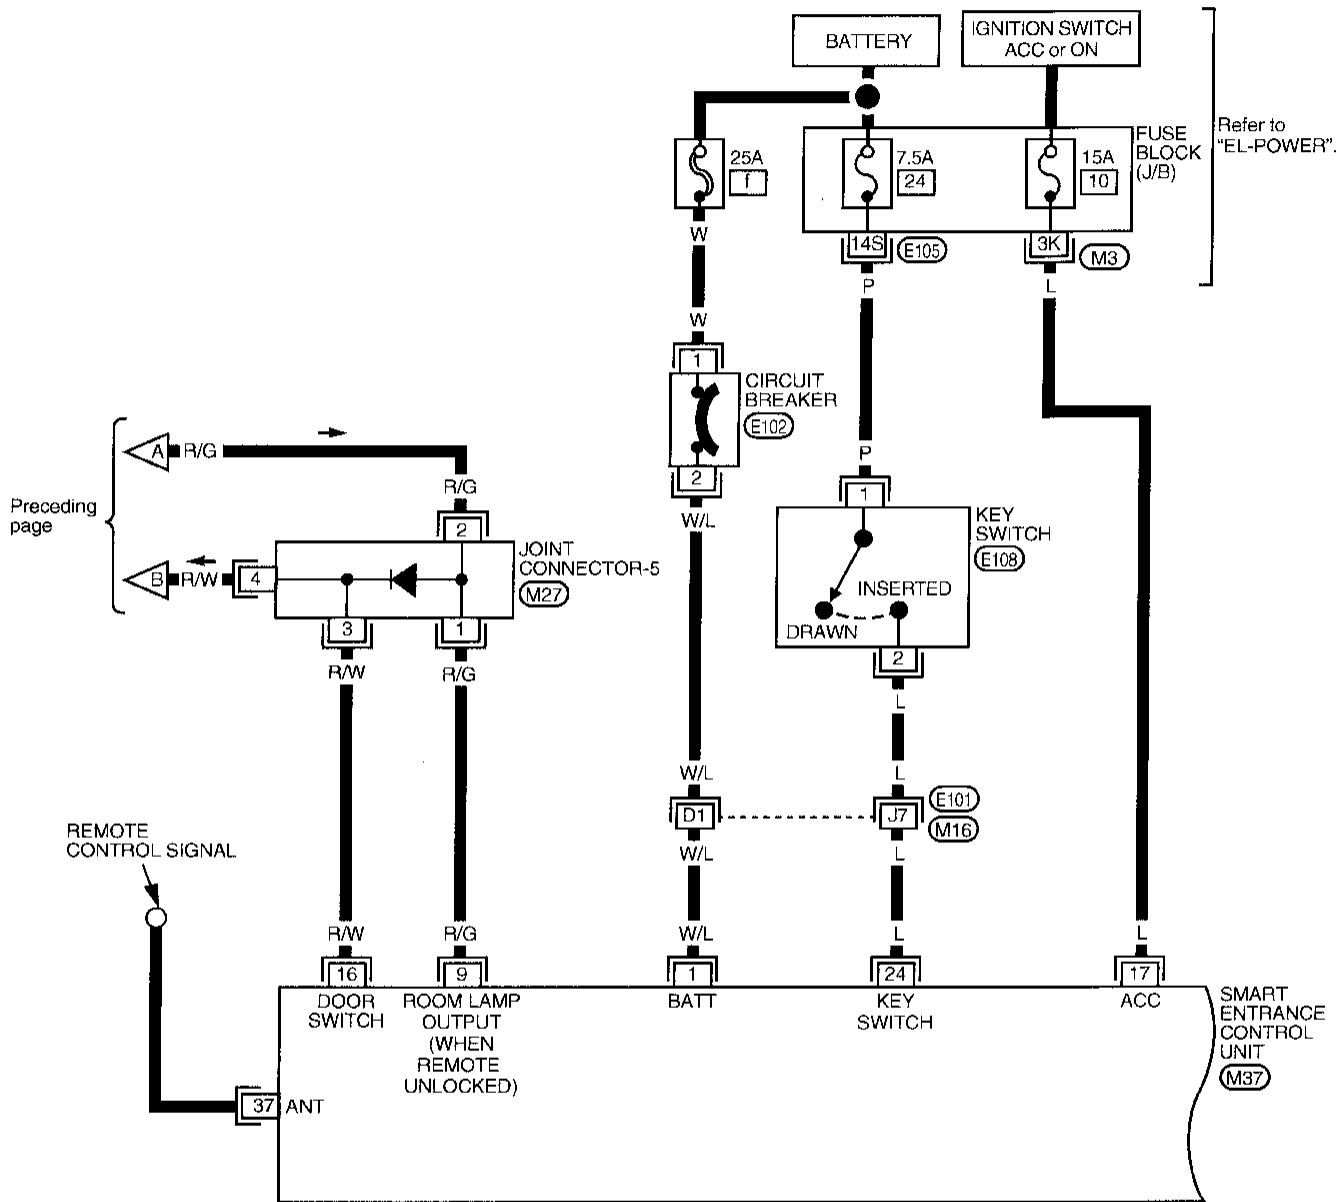 BATTERY
IGNITION SWITCH
ACC or ON
Refer to
"EL-POWER".
FUSE
BLOCK
(J/B)
25A
f
7.5A
24
15A
10
W
14S
E105
3K
M3
P
L
W
1
CIRCUIT
BREAKER
E102
2
W/L
P
1
KEY
SWITCH
E108
INSERTED
DRAWN
2
L
Preceding
page
A
R/G
R/G
2
JOINT
CONNECTOR-5
M27
B
R/W
4
3
1
R/W
R/G
W/L
L
D1
J7
E101
M16
W/L
L
REMOTE
CONTROL SIGNAL
R/W
R/G
W/L
L
L
16
9
1
24
17
DOOR
SWITCH
ROOM LAMP
OUTPUT
(WHEN
REMOTE
UNLOCKED)
BATT
KEY
SWITCH
ACC
SMART
ENTRANCE
CONTROL
UNIT
M37
37
ANT